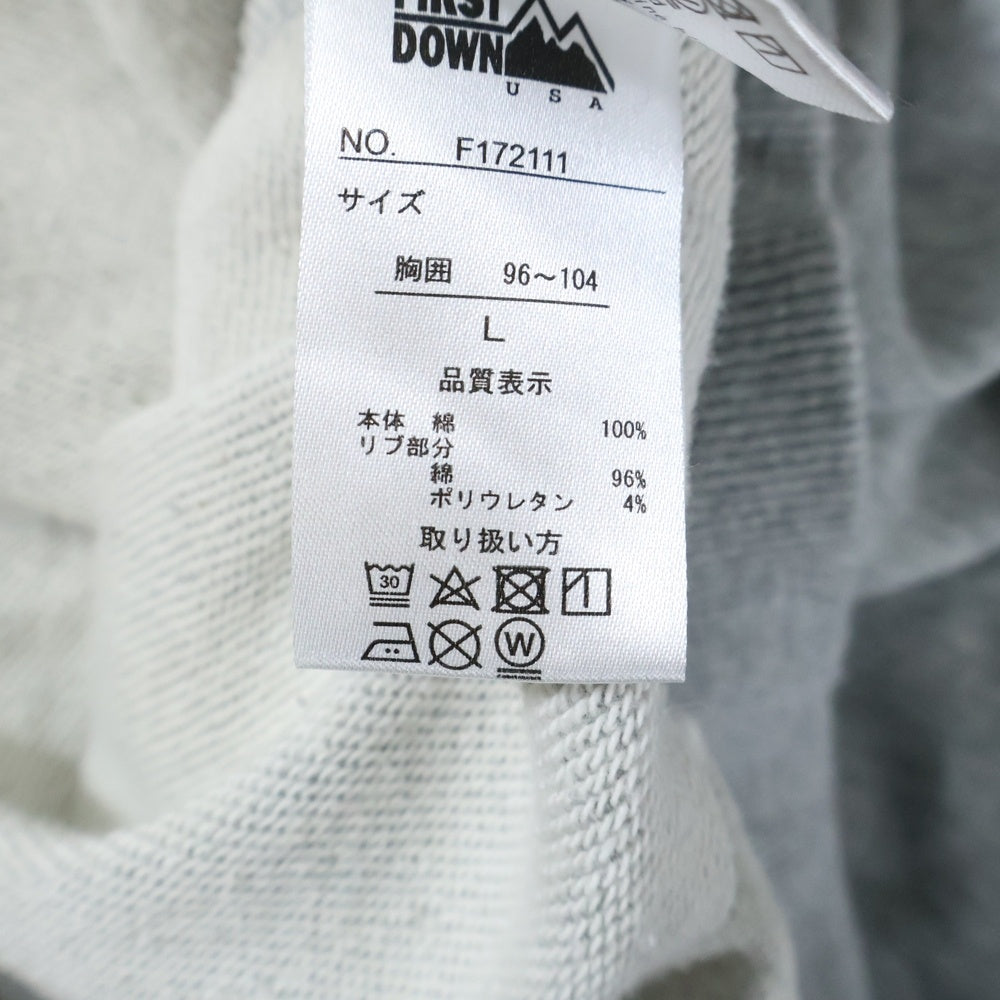 FIRST
DOWN
USA
NO. F172111
サイズ
胸囲 96～104
L
品質表示
本体 綿 100%
リブ部分
綿 96%
ポリウレタン 4%
取り扱い方
30
W